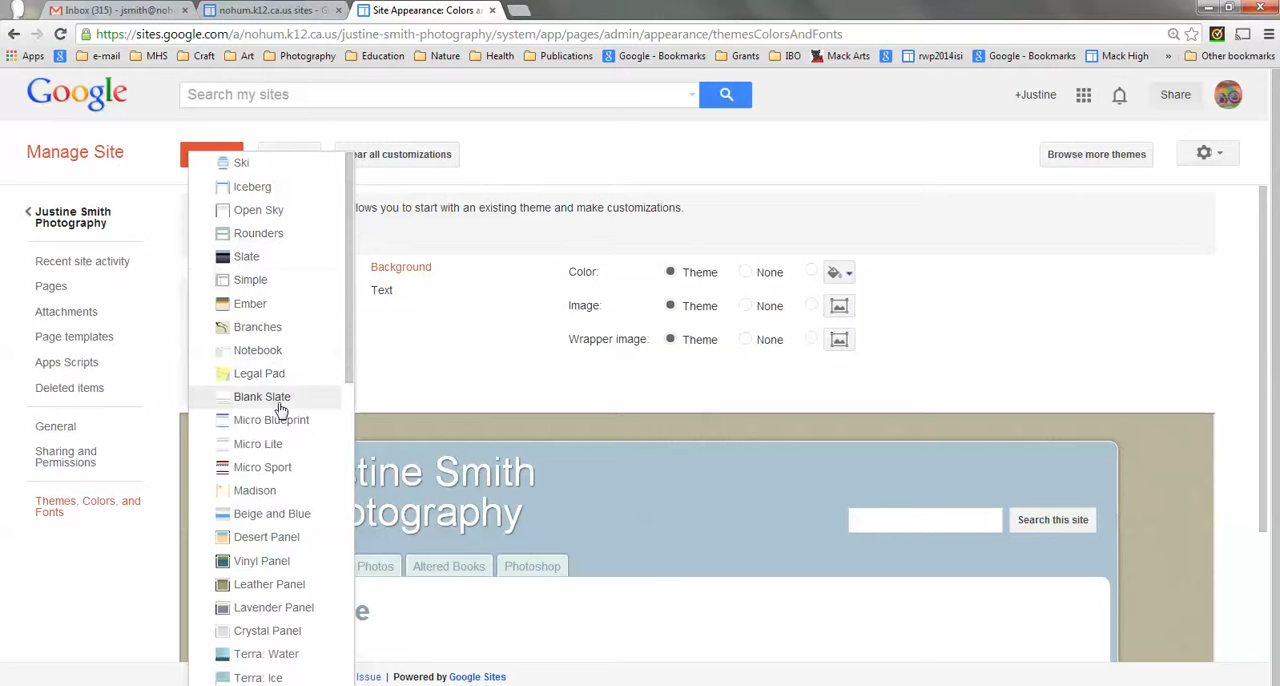 Inbox (315) - jsmith@noh
nohum.k12.ca.us sites - G
Site Appearance: Colors a
https://sites.google.com/a/nohum.k12.ca.us/justine-smith-photography/system/app/pages/admin/appearance/themesColorsAndFonts
Apps e-mail MHS Craft Art Photography Education Nature Health Publications Google - Bookmarks Grants IBO Mack Arts rwp2014isi Google - Bookmarks Mack High » Other bookmarks
Google
Search my sites
+Justine
Share
Manage Site
ear all customizations
Browse more themes
Justine Smith
Photography
Recent site activity
Pages
Attachments
Page templates
Apps Scripts
Deleted items
General
Sharing and
Permissions
Themes, Colors, and
Fonts
Ski
Iceberg
Open Sky
Rounders
Slate
Simple
Ember
Branches
Notebook
Legal Pad
Blank Slate
Micro Blueprint
Micro Lite
Micro Sport
Madison
Beige and Blue
Desert Panel
Vinyl Panel
Leather Panel
Lavender Panel
Crystal Panel
Terra: Water
Terra: Ice
lows you to start with an existing theme and make customizations.
Background
Text
Color: Theme None
Image: Theme None
Wrapper image: Theme None
stine Smith
otography
Search this site
Photos
Altered Books
Photoshop
e
Issue | Powered by Google Sites